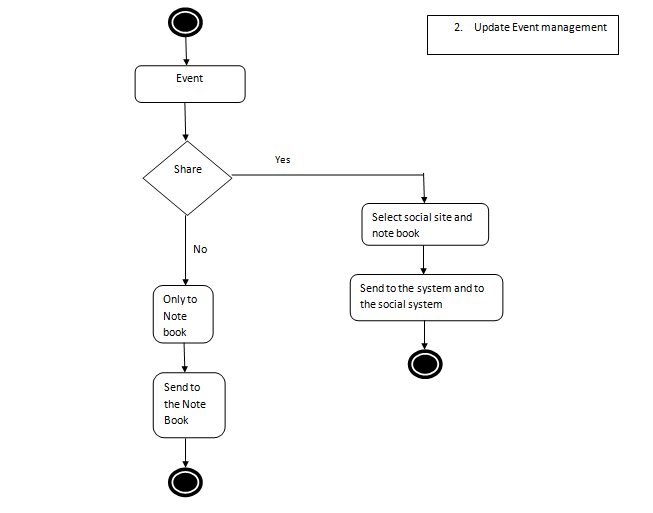 2. Update Event management
Event
Share
Yes
No
Select social site and
note book
Send to the system and to
the social system
Only to
Note
book
Send to
the Note
Book